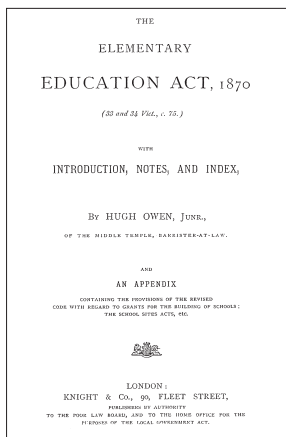 THE
ELEMENTARY
EDUCATION ACT, 1870
(33 and 34 Vict., c. 75.)
WITH
INTRODUCTION, NOTES, AND INDEX,
By HUGH OWEN, Junr.,
OF THE MIDDLE TEMPLE, BARRISTER-AT-LAW.
AND
AN APPENDIX
CONTAINING THE PROVISIONS OF THE REVISED
CODE WITH REGARD TO GRANTS FOR THE BUILDING OF SCHOOLS;
THE SCHOOL SITES ACTS, etc.
LONDON:
KNIGHT & Co., 90, FLEET STREET,
PUBLISHERS BY AUTHORITY
TO THE POOR LAW BOARD, AND TO THE HOME OFFICE FOR THE
PURPOSES OF THE LOCAL GOVERNMENT ACT.